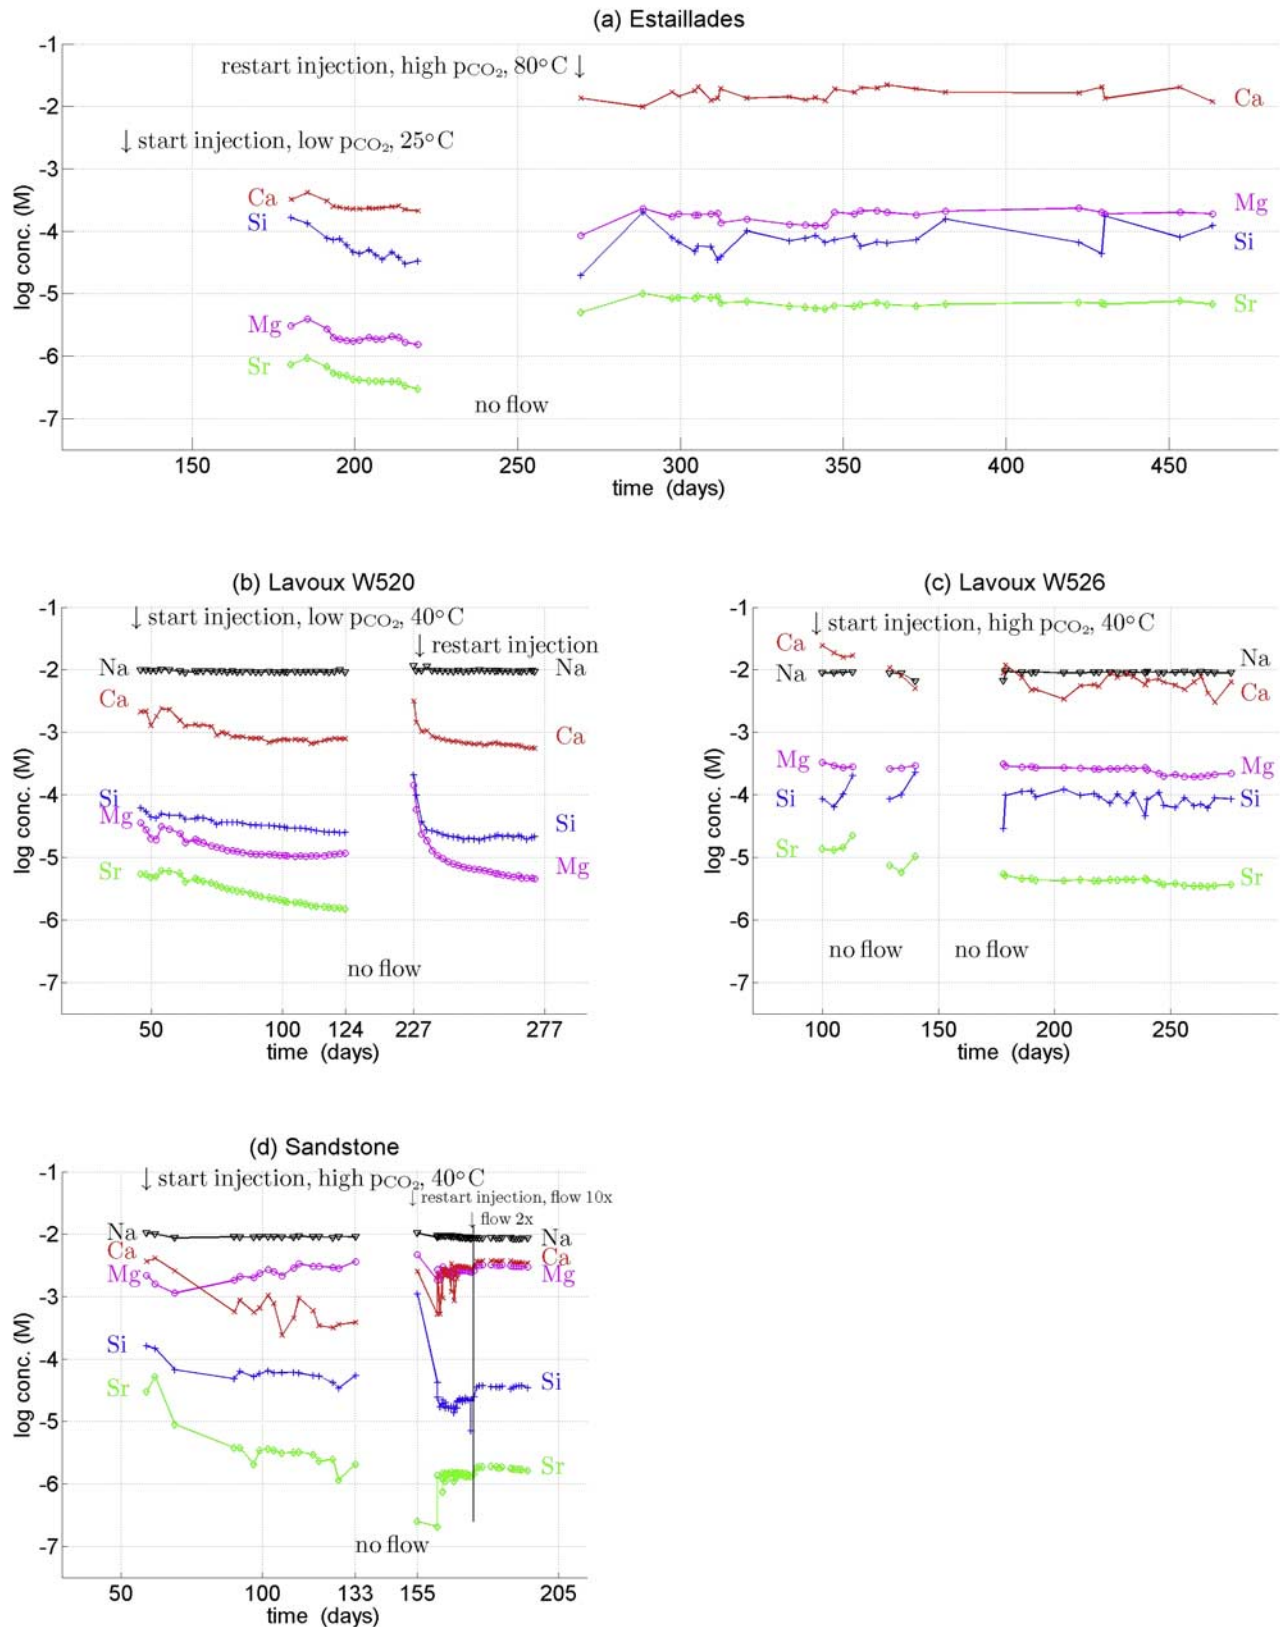 (a) Estaillades
-1
restart injection, high pCO2, 80°C ↓
-2
Ca
↓ start injection, low pCO2, 25°C
-3
Ca
Mg
Si
-4
Si
log conc. (M)
-5
Sr
Mg
-6
Sr
no flow
-7
150 200 250 300 350 400 450
time (days)
(b) Lavoux W520
-1
↓ start injection, low pCO2, 40°C
↓ restart injection
Na
Na
-2
Ca
-3
Ca
Si
-4
Mg
Si
log conc. (M)
-5
Mg
Sr
-6
no flow
-7
50 100 124 227 277
time (days)
(c) Lavoux W526
-1
↓ start injection, high pCO2, 40°C
Ca
Na
Na
-2
Ca
-3
Mg
Mg
Si
Si
-4
log conc. (M)
Sr
-5
Sr
-6
no flow no flow
-7
100 150 200 250
time (days)
(d) Sandstone
-1
↓ start injection, high pCO2, 40°C
↓ restart injection, flow 10x
↓ flow 2x
Na
Na
-2
Ca
Ca
Mg
Mg
-3
Si
-4
Sr
Si
log conc. (M)
-5
Sr
-6
no flow
-7
50 100 133 155 205
time (days)